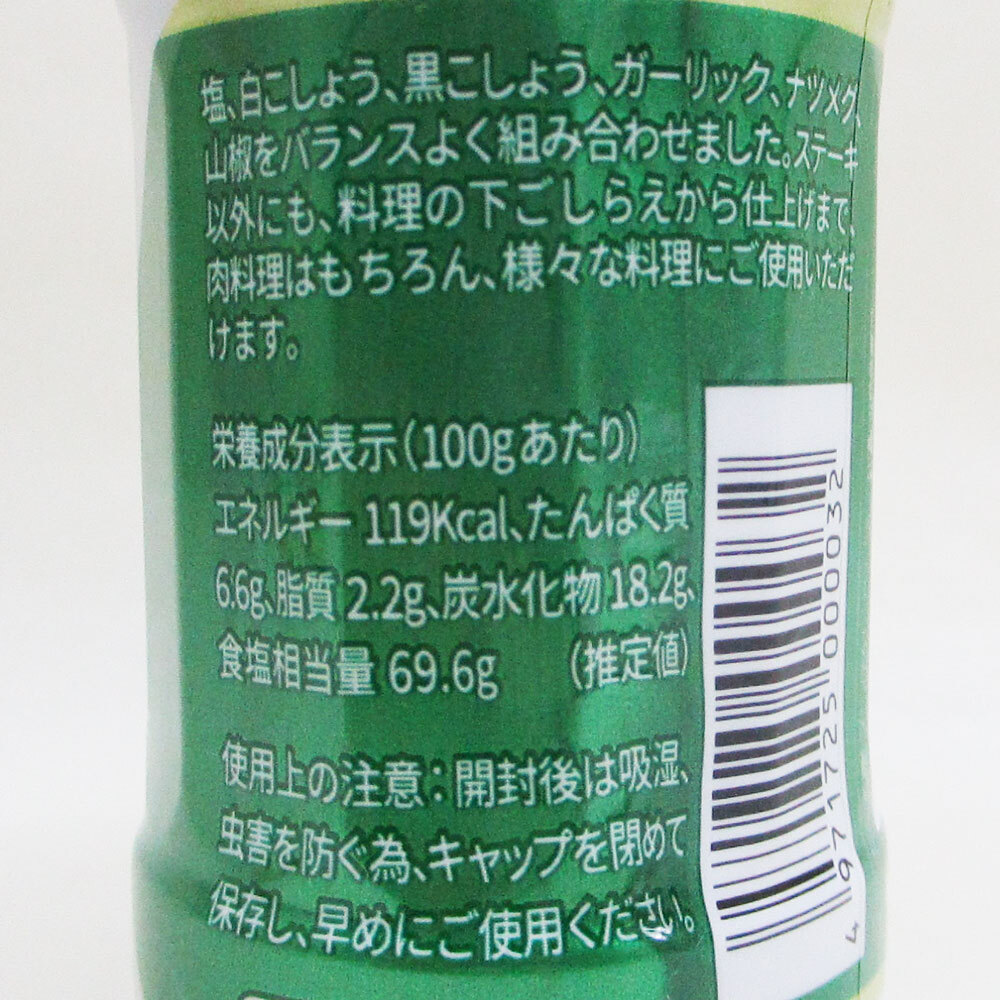 塩、白こしょう、黒こしょう、ガーリック、ナツメグ、
山椒をバランスよく組み合わせました。ステーキ
以外にも、料理の下ごしらえから仕上げまで、
肉料理はもちろん、様々な料理にご使用いただ
けます。
栄養成分表示(100gあたり)
エネルギー 119Kcal、たんぱく質
6.6g、脂質 2.2g、炭水化物 18.2g、
食塩相当量 69.6g (推定値)
使用上の注意:開封後は吸湿、
虫害を防ぐ為、キャップを閉めて
保存し、早めにご使用ください。
4 971725 000032